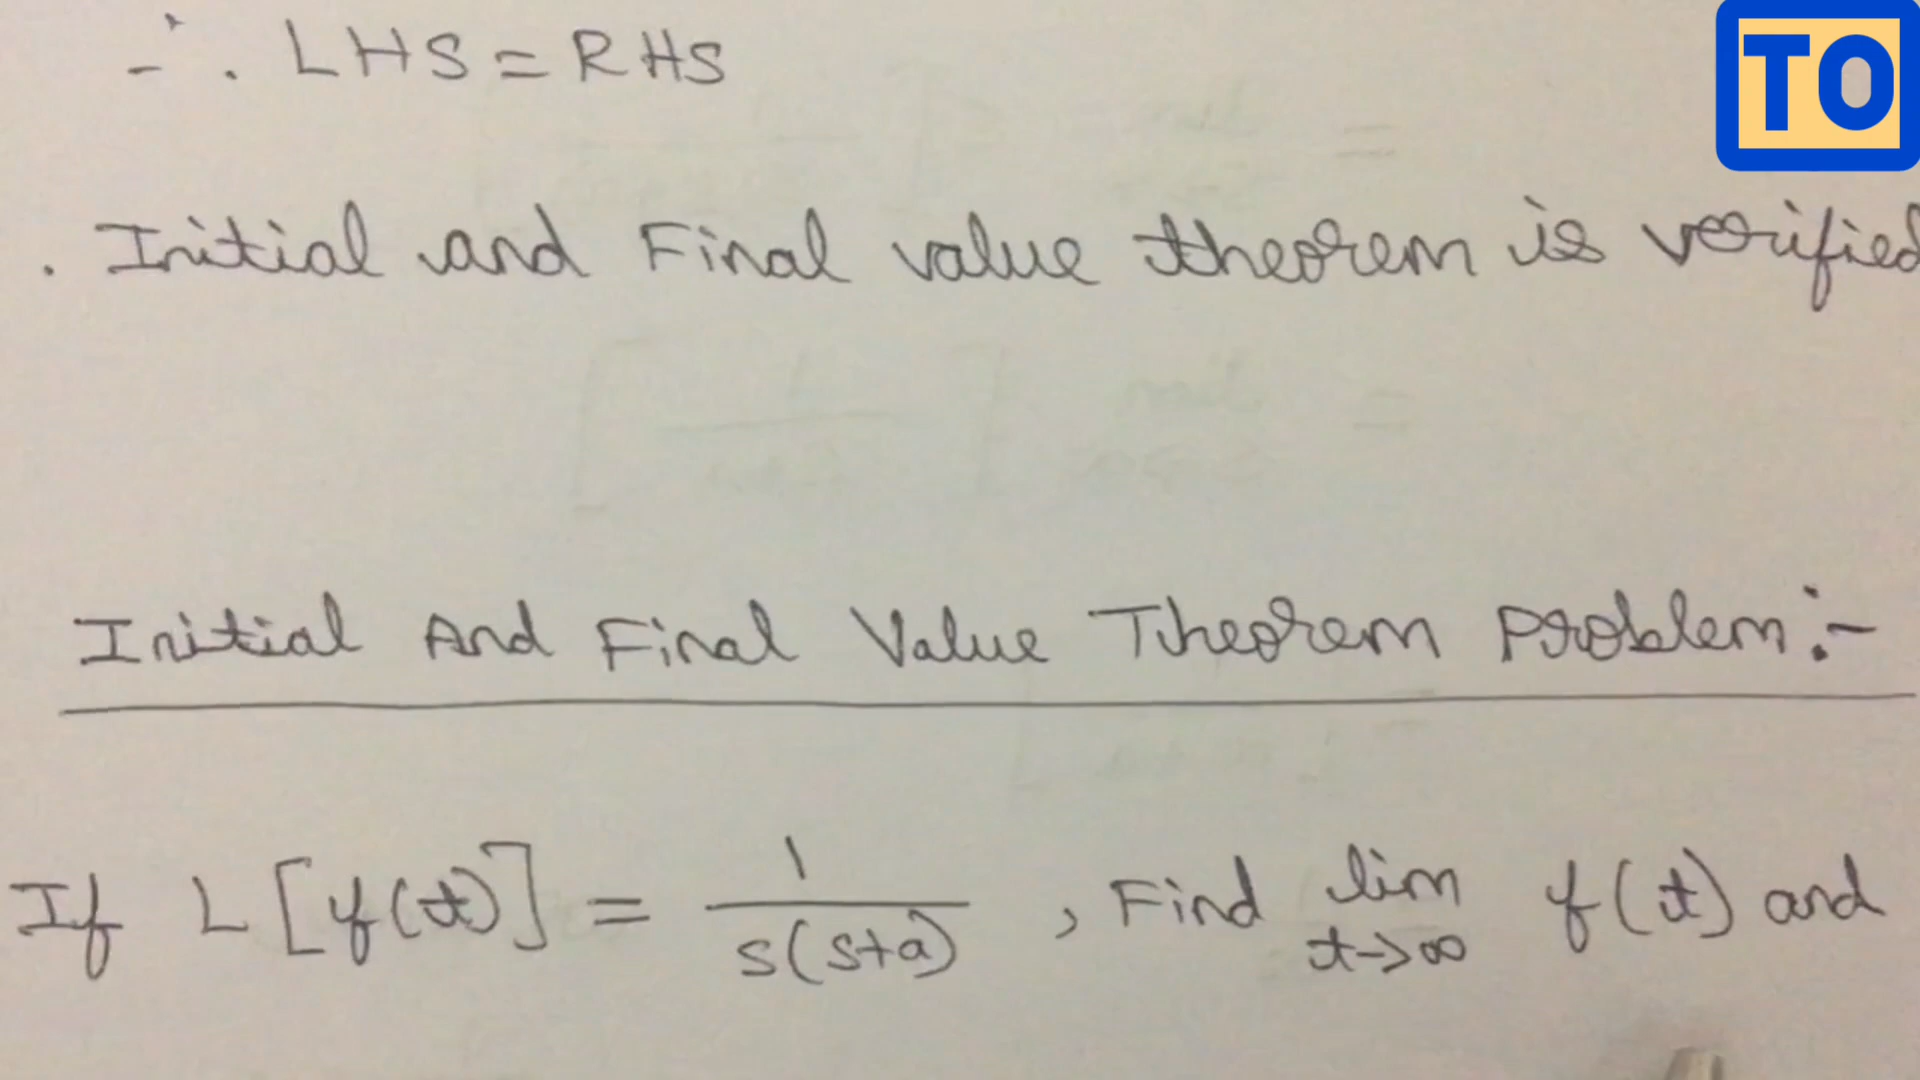 TO
∴ LHS = RHS
. Initial and Final value theorem is verified
Initial And Final Value Theorem Problem :-
If L[f(t)] = 1/s(s+a) , Find lim t->∞ f(t) and